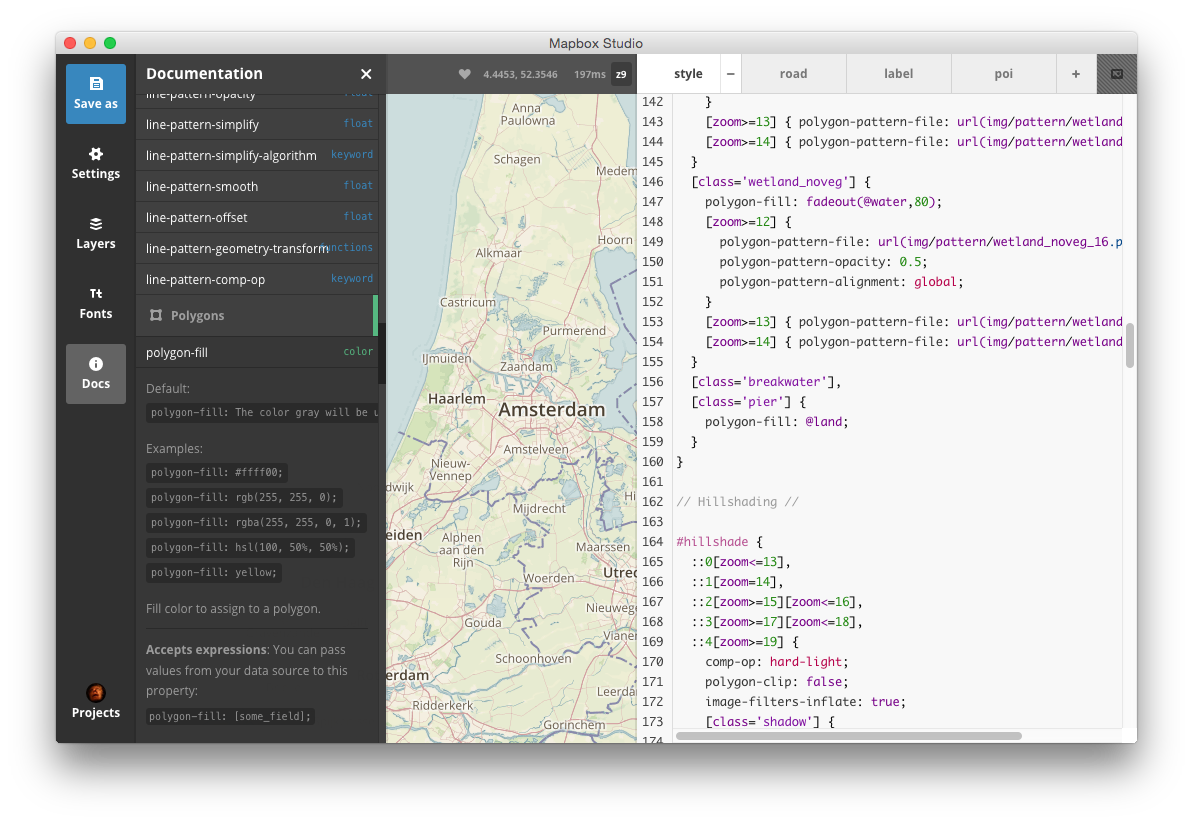 Mapbox Studio
Save as
Settings
Layers
Tt
Fonts
Docs
Projects
Documentation
line-pattern-opacity float
line-pattern-simplify float
line-pattern-simplify-algorithm keyword
line-pattern-smooth float
line-pattern-offset float
line-pattern-geometry-transform functions
line-pattern-comp-op keyword
Polygons
polygon-fill color
Default:
polygon-fill: The color gray will be u
Examples:
polygon-fill: #ffff00;
polygon-fill: rgb(255, 255, 0);
polygon-fill: rgba(255, 255, 0, 1);
polygon-fill: hsl(100, 50%, 50%);
polygon-fill: yellow;
Fill color to assign to a polygon.
Accepts expressions: You can pass
values from your data source to this
property:
polygon-fill: [some_field];
4.4453, 52.3546 197ms z9
Anna
Paulowna
Schagen
Medem
Hoorn
Alkmaar
Castricum
Purmerend
IJmuiden
Zaandam
Haarlem
Amsterdam
Amstelveen
Nieuw-
Vennep
dwijk
Hi
Mijdrecht
eiden
Alphen
aan den
Rijn
Maarssen
Woerden
Utrec
Nieuwege
Gouda
Vianer
Schoonhoven
erdam
Leerda
Ridderkerk
Gorinchem
style − road label poi +
142 }
143 [zoom>=13] { polygon-pattern-file: url(img/pattern/wetland
144 [zoom>=14] { polygon-pattern-file: url(img/pattern/wetland
145 }
146 [class='wetland_noveg'] {
147 polygon-fill: fadeout(@water,80);
148 [zoom>=12] {
149 polygon-pattern-file: url(img/pattern/wetland_noveg_16.p
150 polygon-pattern-opacity: 0.5;
151 polygon-pattern-alignment: global;
152 }
153 [zoom>=13] { polygon-pattern-file: url(img/pattern/wetland
154 [zoom>=14] { polygon-pattern-file: url(img/pattern/wetland
155 }
156 [class='breakwater'],
157 [class='pier'] {
158 polygon-fill: @land;
159 }
160 }
161
162 // Hillshading //
163
164 #hillshade {
165 ::0[zoom<=13],
166 ::1[zoom=14],
167 ::2[zoom>=15][zoom<=16],
168 ::3[zoom>=17][zoom<=18],
169 ::4[zoom>=19] {
170 comp-op: hard-light;
171 polygon-clip: false;
172 image-filters-inflate: true;
173 [class='shadow'] {
174